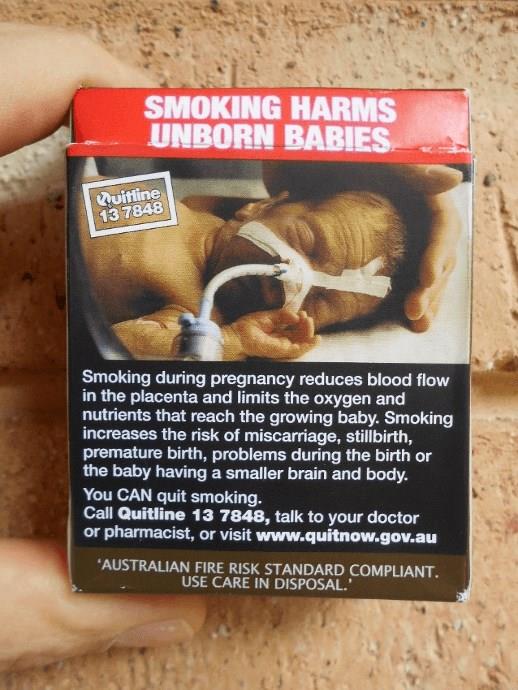 SMOKING HARMS
UNBORN BABIES
Quitline
13 7848
Smoking during pregnancy reduces blood flow
in the placenta and limits the oxygen and
nutrients that reach the growing baby. Smoking
increases the risk of miscarriage, stillbirth,
premature birth, problems during the birth or
the baby having a smaller brain and body.
You CAN quit smoking.
Call Quitline 13 7848, talk to your doctor
or pharmacist, or visit www.quitnow.gov.au
'AUSTRALIAN FIRE RISK STANDARD COMPLIANT.
USE CARE IN DISPOSAL.'